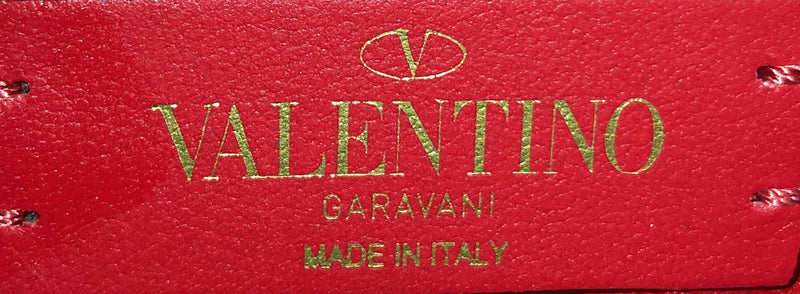 V
VALENTINO
GARAVANI
MADE IN ITALY